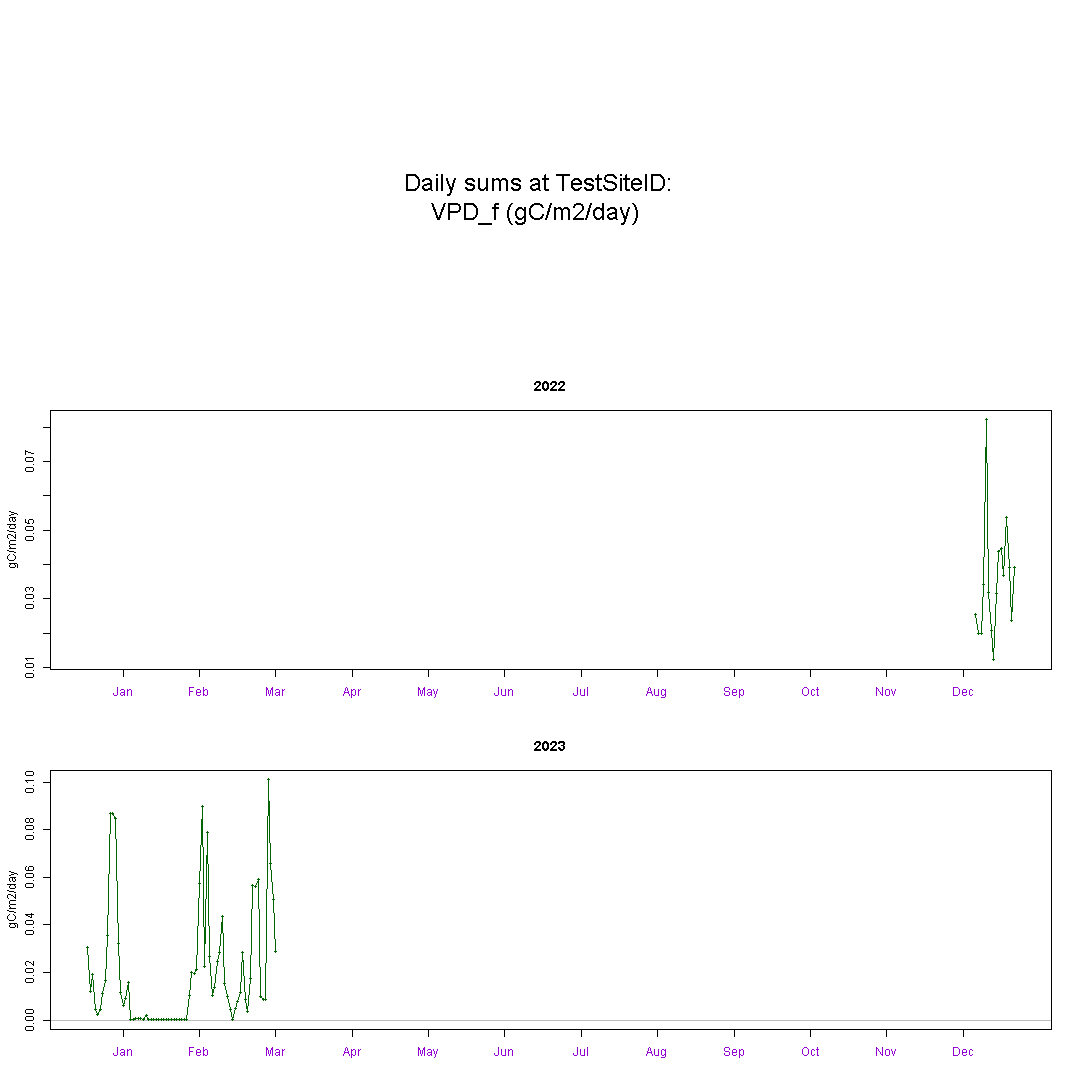 Daily sums at TestSiteID:
VPD_f (gC/m2/day)
2022
gC/m2/day
0.07
0.05
0.03
0.01
Jan Feb Mar Apr May Jun Jul Aug Sep Oct Nov Dec
2023
gC/m2/day
0.10
0.08
0.06
0.04
0.02
0.00
Jan Feb Mar Apr May Jun Jul Aug Sep Oct Nov Dec